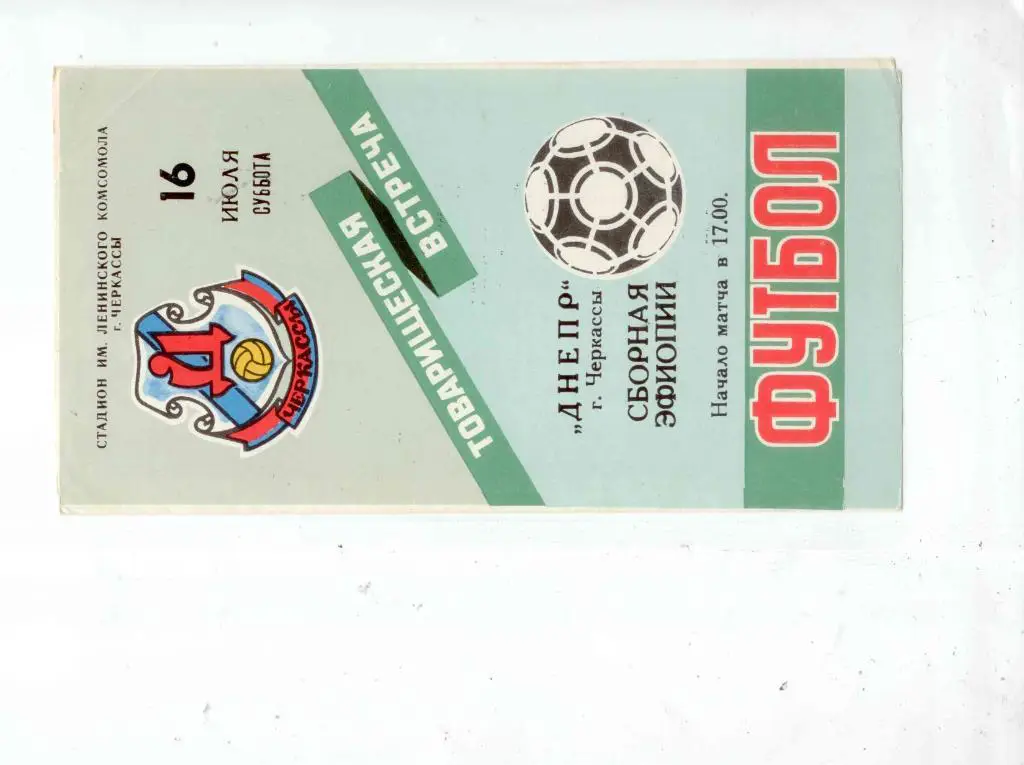 СТАДИОН ИМ. ЛЕНИНСКОГО КОМСОМОЛА
г. ЧЕРКАССЫ
16
ИЮЛЯ
СУББОТА
Д
ЧЕРКАССЫ
ТОВАРИЩЕСКАЯ
ВСТРЕЧА
„ДНЕПР“
г. Черкассы
СБОРНАЯ
ЭФИОПИИ
Начало матча в 17.00.
ФУТБОЛ